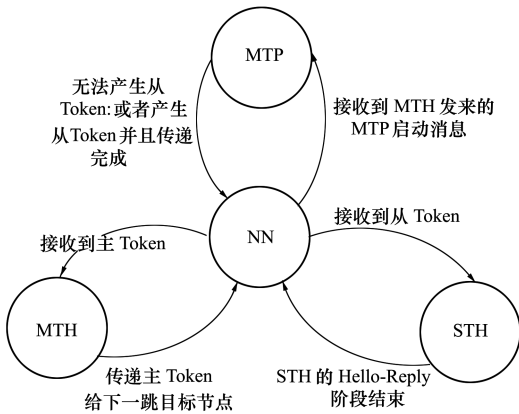 MTP
无法产生从
Token:或者产生
从Token并且传递
完成
接收到 MTH 发来的
MTP启动消息
NN
接收到主 Token
接收到从 Token
MTH
STH
传递主 Token
给下一跳目标节点
STH 的 Hello-Reply
阶段结束